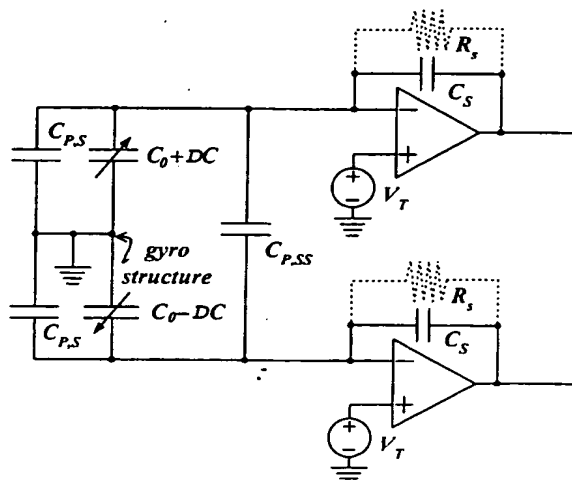 R_s
C_S
C_{P,S}
C_0+DC
+
−
−
+
V_T
C_{P,SS}
gyro
structure
R_s
C_S
C_{P,S}
C_0−DC
−
+
+
−
V_T